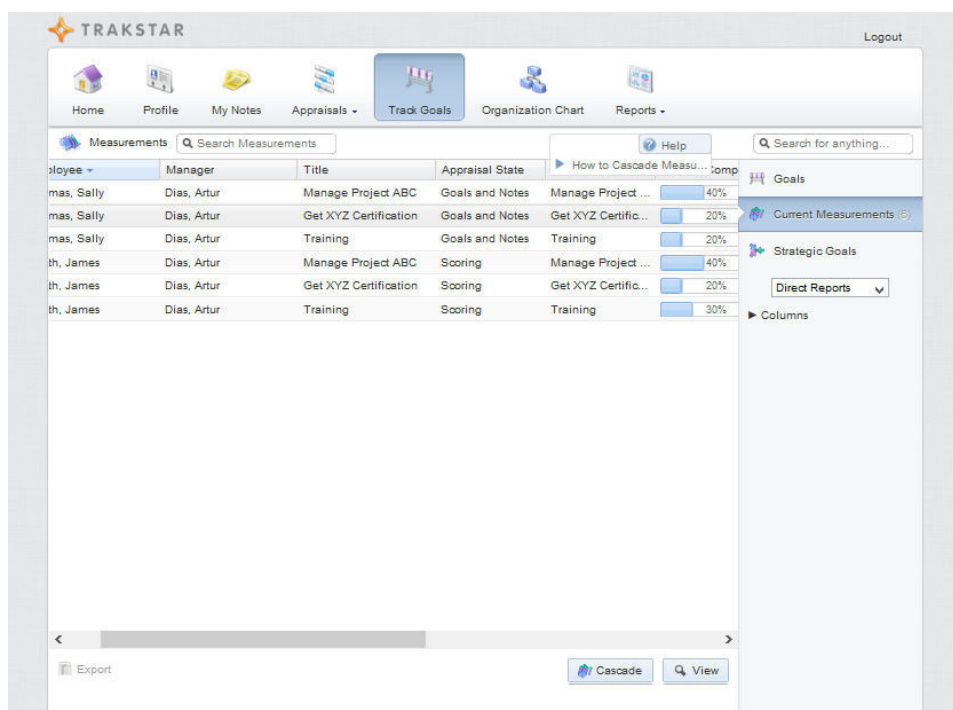 TRAKSTAR
Logout
Home Profile My Notes Appraisals Track Goals Organization Chart Reports
Measurements Search Measurements Help Search for anything...
How to Cascade Measu...
ployee Manager Title Appraisal State Comp
mas, Sally Dias, Artur Manage Project ABC Goals and Notes Manage Project ... 40%
mas, Sally Dias, Artur Get XYZ Certification Goals and Notes Get XYZ Certific... 20%
mas, Sally Dias, Artur Training Goals and Notes Training 20%
th, James Dias, Artur Manage Project ABC Scoring Manage Project ... 40%
th, James Dias, Artur Get XYZ Certification Scoring Get XYZ Certific... 20%
th, James Dias, Artur Training Scoring Training 30%
Goals
Current Measurements (6)
Strategic Goals
Direct Reports
Columns
Export Cascade View